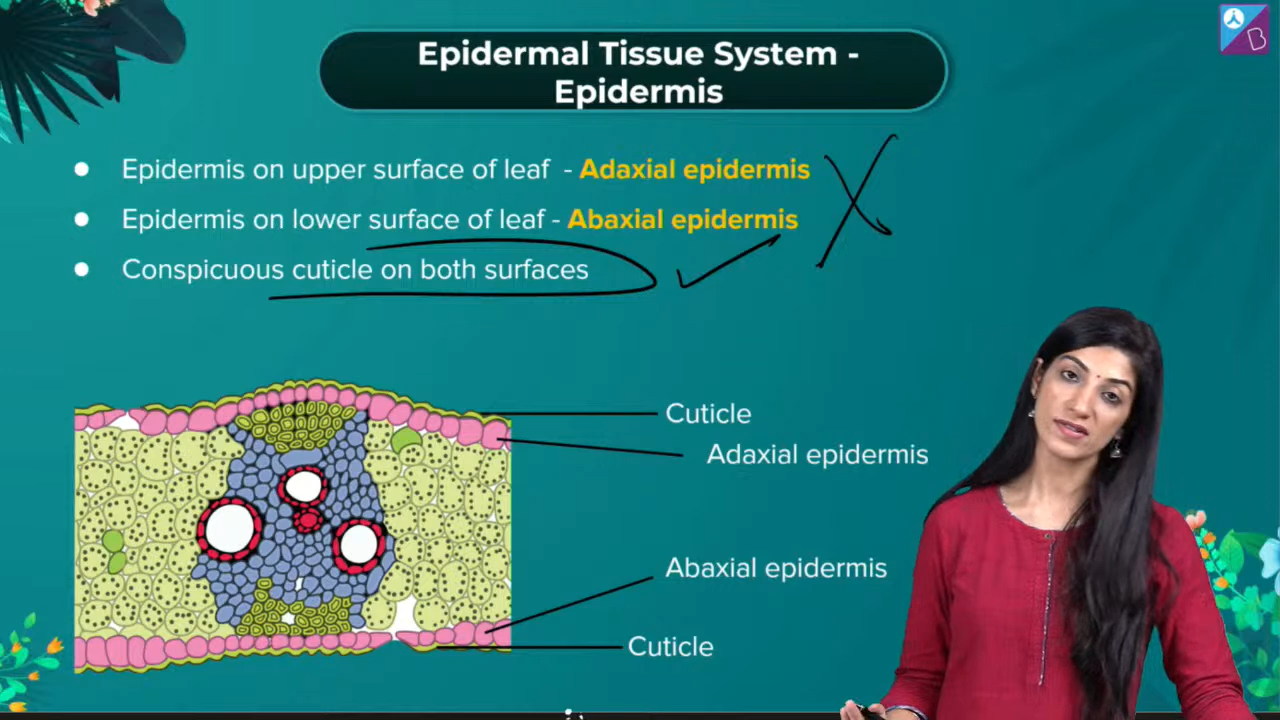 Epidermal Tissue System -
Epidermis
Epidermis on upper surface of leaf - Adaxial epidermis
Epidermis on lower surface of leaf - Abaxial epidermis
Conspicuous cuticle on both surfaces
Cuticle
Adaxial epidermis
Abaxial epidermis
Cuticle
B